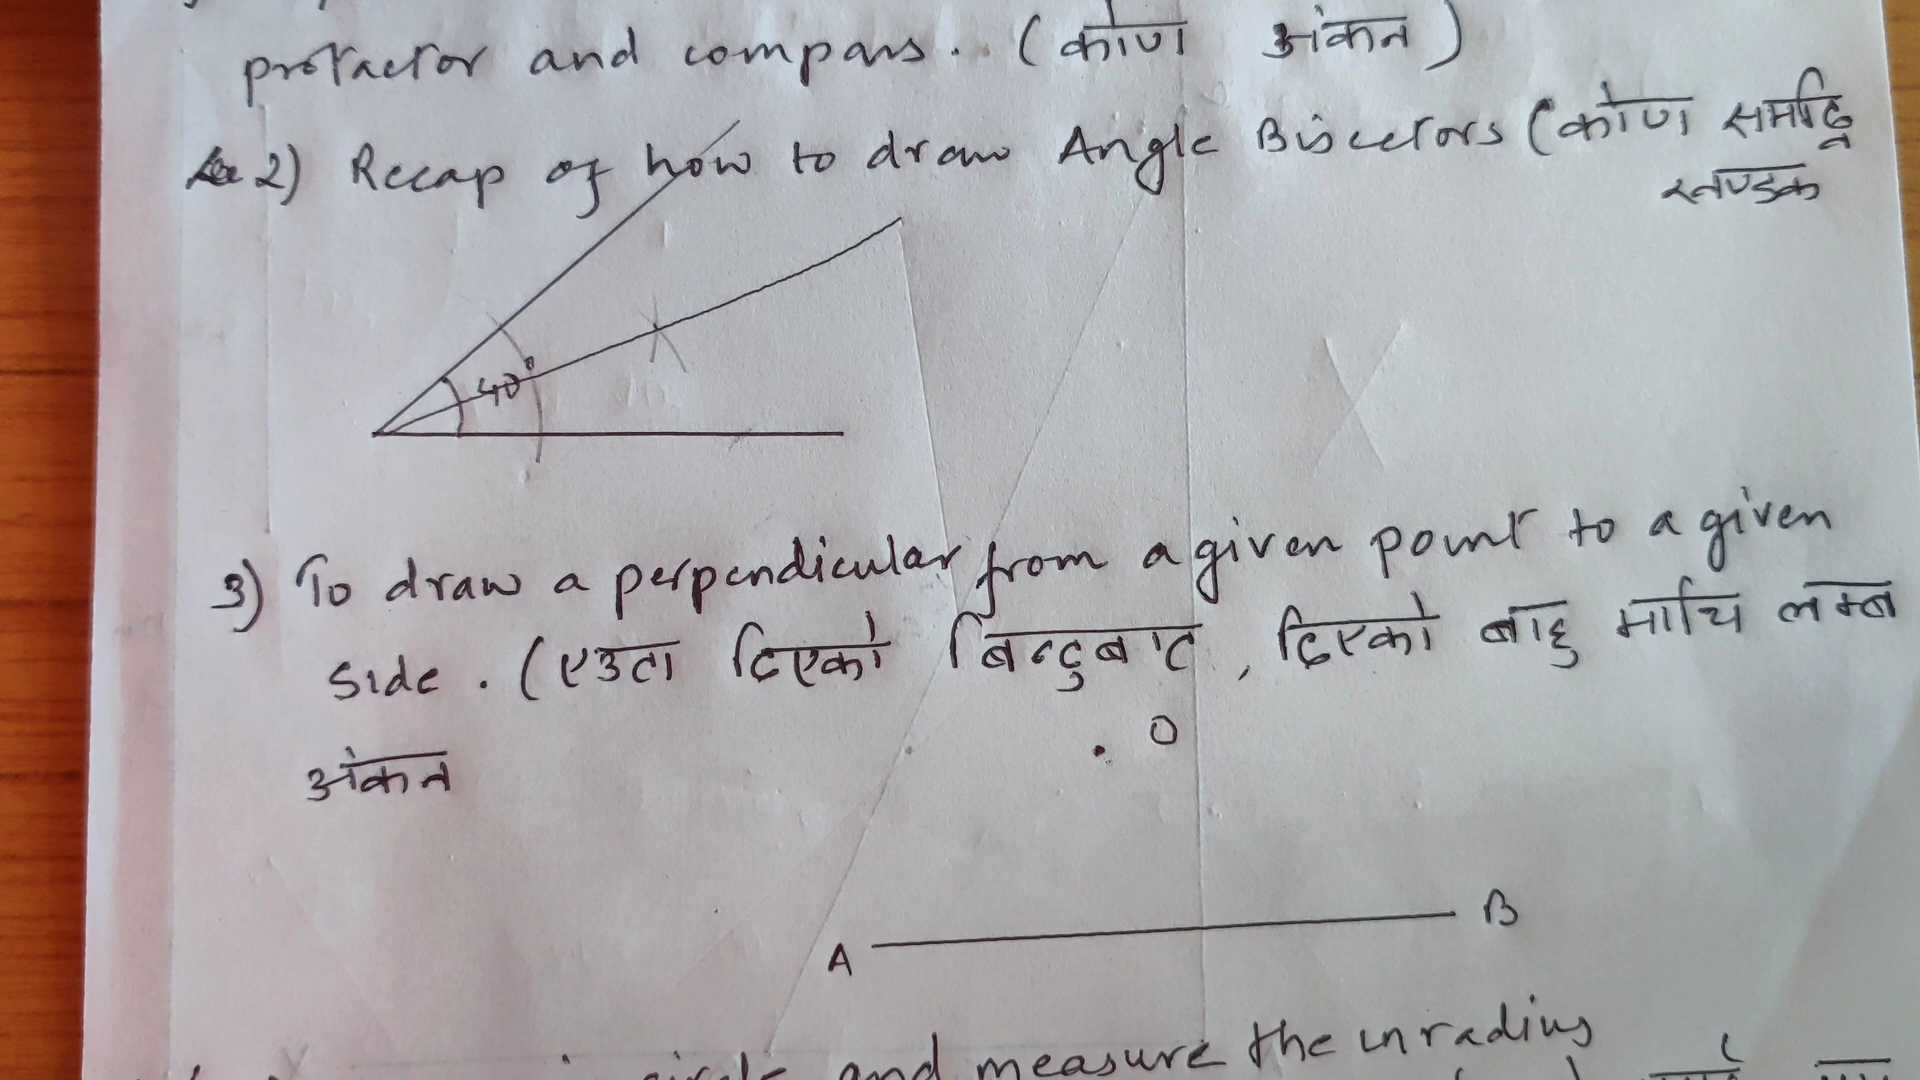 protractor and compass. (कोण अंकन)
2) Recap of how to draw Angle Bisectors (कोण समद्वि
खण्डक
40°
3) To draw a perpendicular from a given point to a given
side. (एउटा दिएको बिन्दुबाट, दिएको बाहु माथि लम्ब
अंकन
. O
A B
circle and measure the inradius